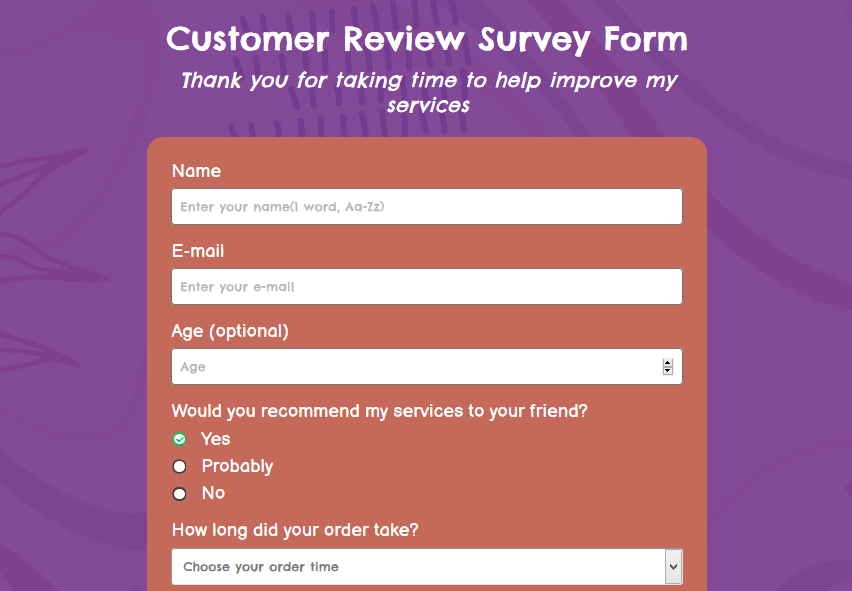 Customer Review Survey Form
Thank you for taking time to help improve my
services
Name
Enter your name(1 word, Aa-Zz)
E-mail
Enter your e-mail
Age (optional)
Age
Would you recommend my services to your friend?
Yes
Probably
No
How long did your order take?
Choose your order time